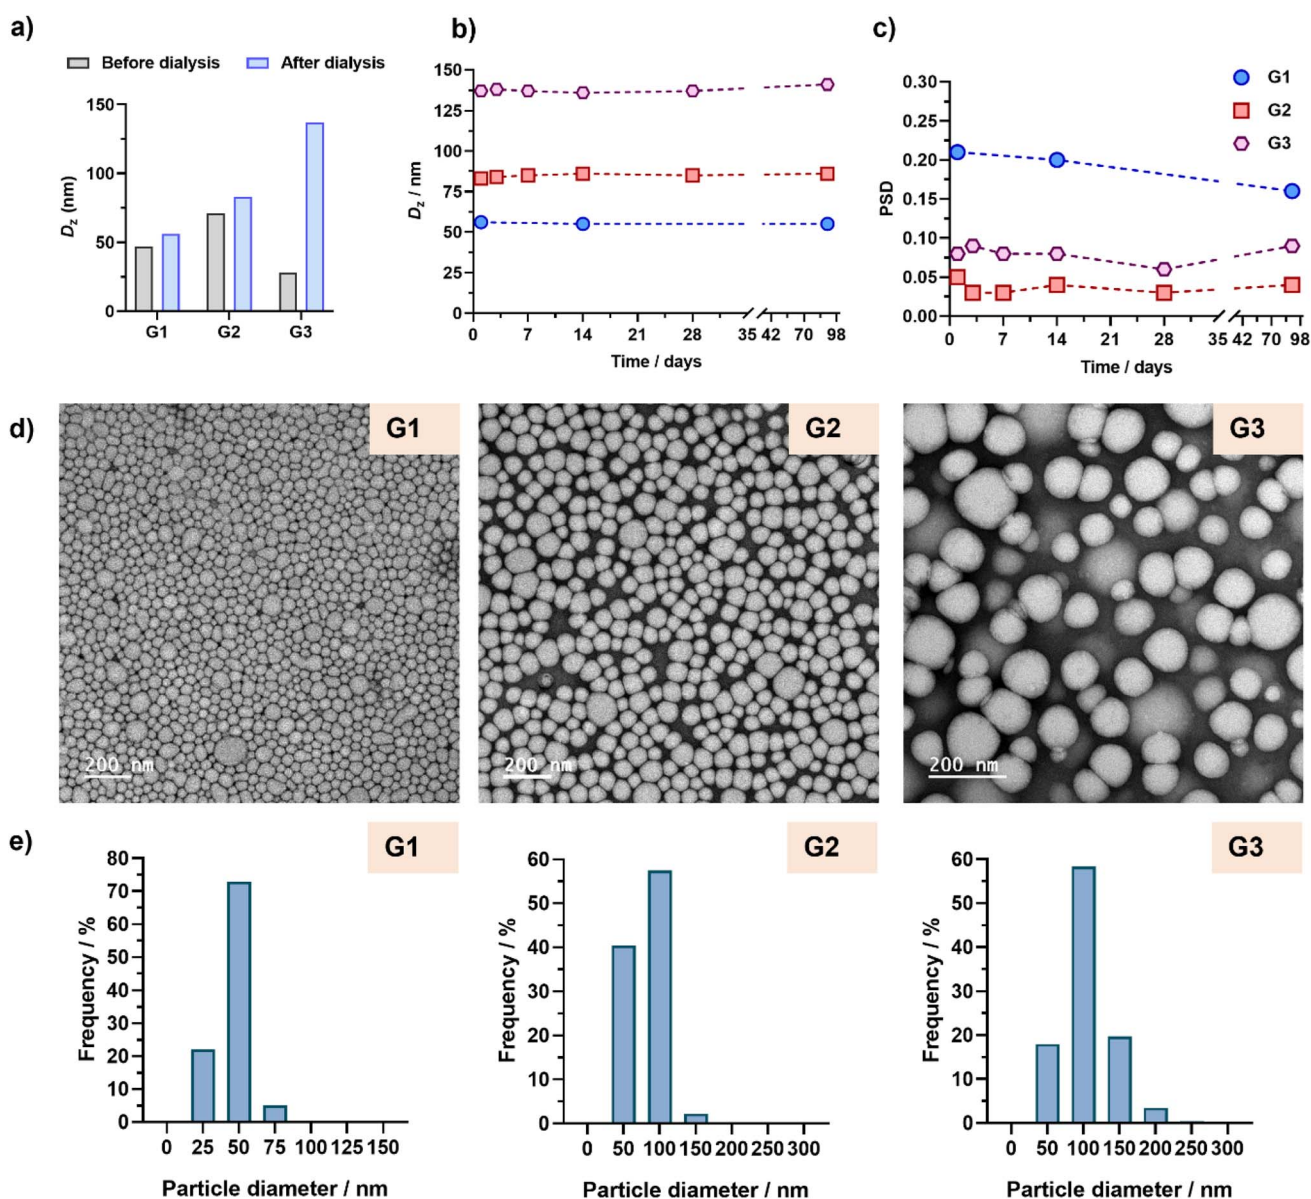 a)
Before dialysis After dialysis
150
100
50
0
Dz (nm)
G1 G2 G3
b)
150
125
100
75
50
25
0
Dz / nm
0 7 14 21 28 35 42 70 98
Time / days
c)
G1
G2
G3
0.30
0.25
0.20
0.15
0.10
0.05
0.00
PSD
0 7 14 21 28 35 42 70 98
Time / days
d)
G1
200 nm
G2
200 nm
G3
200 nm
e)
G1
80
70
60
50
40
30
20
10
0
Frequency / %
0 25 50 75 100 125 150
Particle diameter / nm
G2
60
50
40
30
20
10
0
Frequency / %
0 50 100 150 200 250 300
Particle diameter / nm
G3
60
50
40
30
20
10
0
Frequency / %
0 50 100 150 200 250 300
Particle diameter / nm